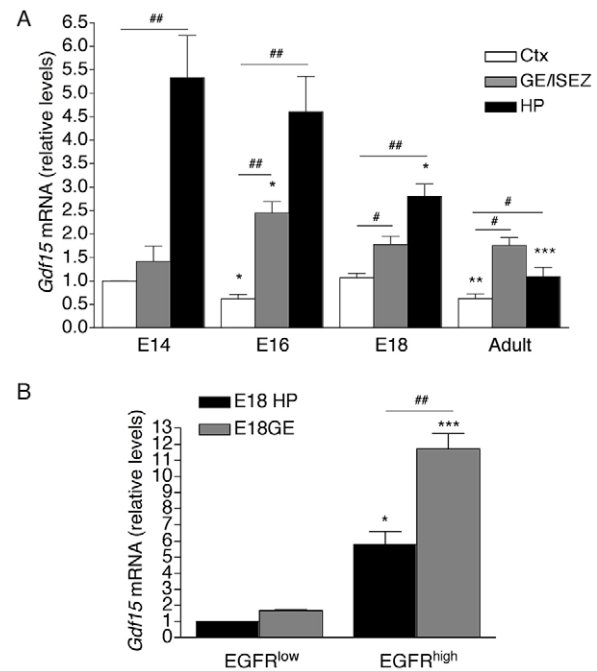 A
Gdf15 mRNA (relative levels)
6.5
6.0
5.5
5.0
4.5
4.0
3.5
3.0
2.5
2.0
1.5
1.0
0.5
0.0
##
##
##
*
*
##
#
*
#
#
**
***
Ctx
GE/ISEZ
HP
E14
E16
E18
Adult
B
Gdf15 mRNA (relative levels)
13
12
11
10
9
8
7
6
5
4
3
2
1
0
E18 HP
E18GE
##
***
*
EGFRlow
EGFRhigh